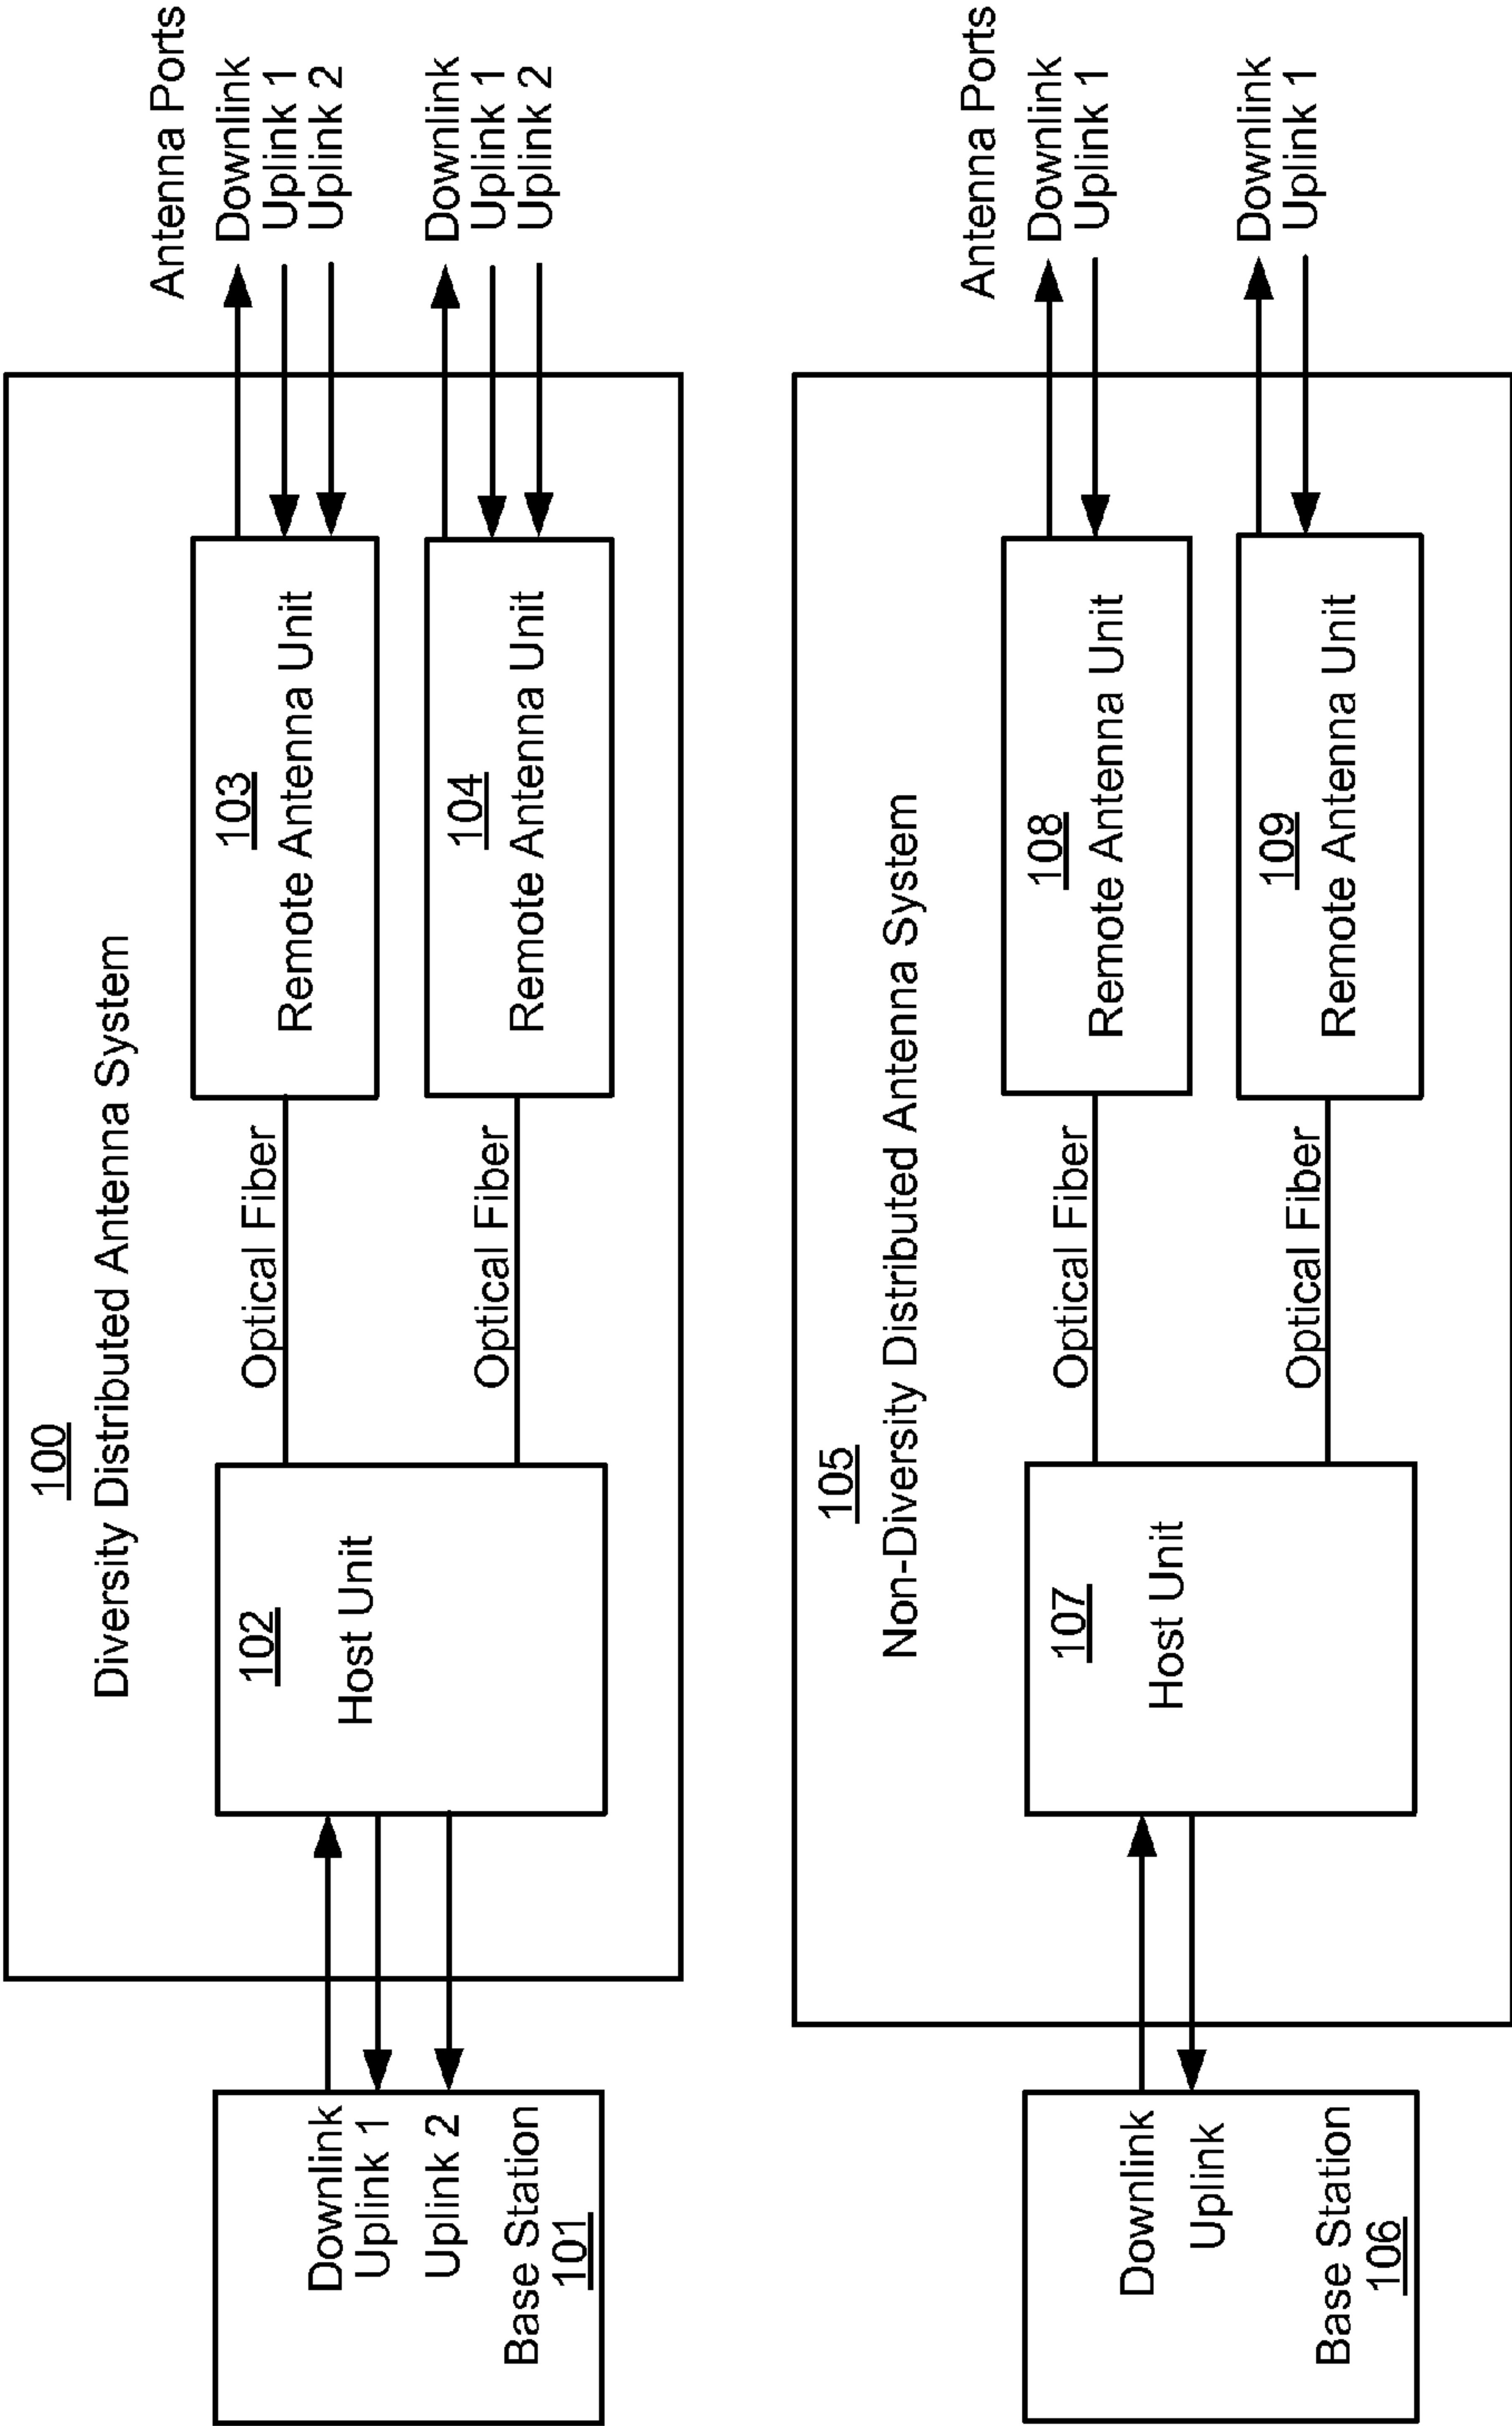 100
Diversity Distributed Antenna System
Antenna Ports
Downlink
Uplink 1
Uplink 2
Base Station
101
102
Host Unit
Optical Fiber
Optical Fiber
103
Remote Antenna Unit
104
Remote Antenna Unit
Downlink
Uplink 1
Uplink 2
Downlink
Uplink 1
Uplink 2
105
Non-Diversity Distributed Antenna System
Antenna Ports
Downlink
Uplink
Base Station
106
107
Host Unit
Optical Fiber
Optical Fiber
108
Remote Antenna Unit
109
Remote Antenna Unit
Downlink
Uplink 1
Downlink
Uplink 1